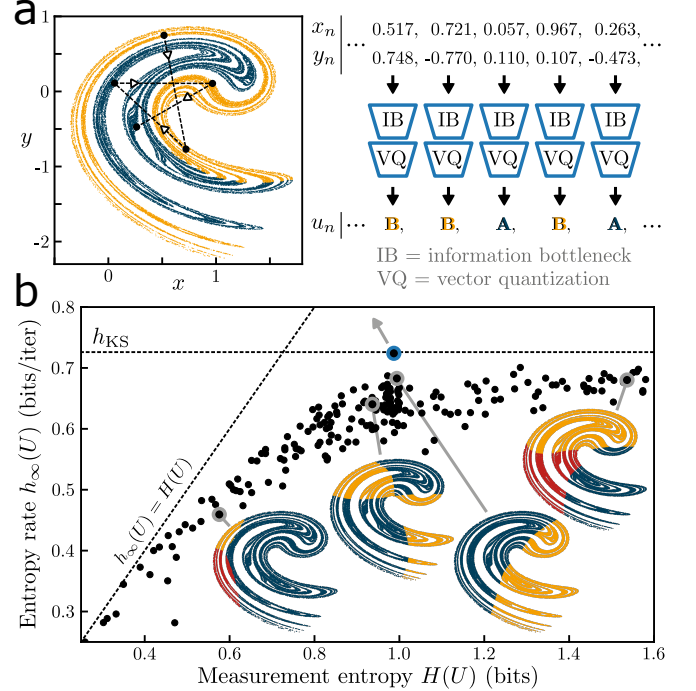 a
x_n | ... 0.517, 0.721, 0.057, 0.967, 0.263, ...
y_n | 0.748, -0.770, 0.110, 0.107, -0.473,
1
0
-1
-2
y
0
1
x
IB IB IB IB IB
VQ VQ VQ VQ VQ
u_n | ... B, B, A, B, A, ...
IB = information bottleneck
VQ = vector quantization
b
0.8
0.7
0.6
0.5
0.4
0.3
Entropy rate h_∞(U) (bits/iter)
h_KS
h_∞(U) = H(U)
0.4 0.6 0.8 1.0 1.2 1.4 1.6
Measurement entropy H(U) (bits)